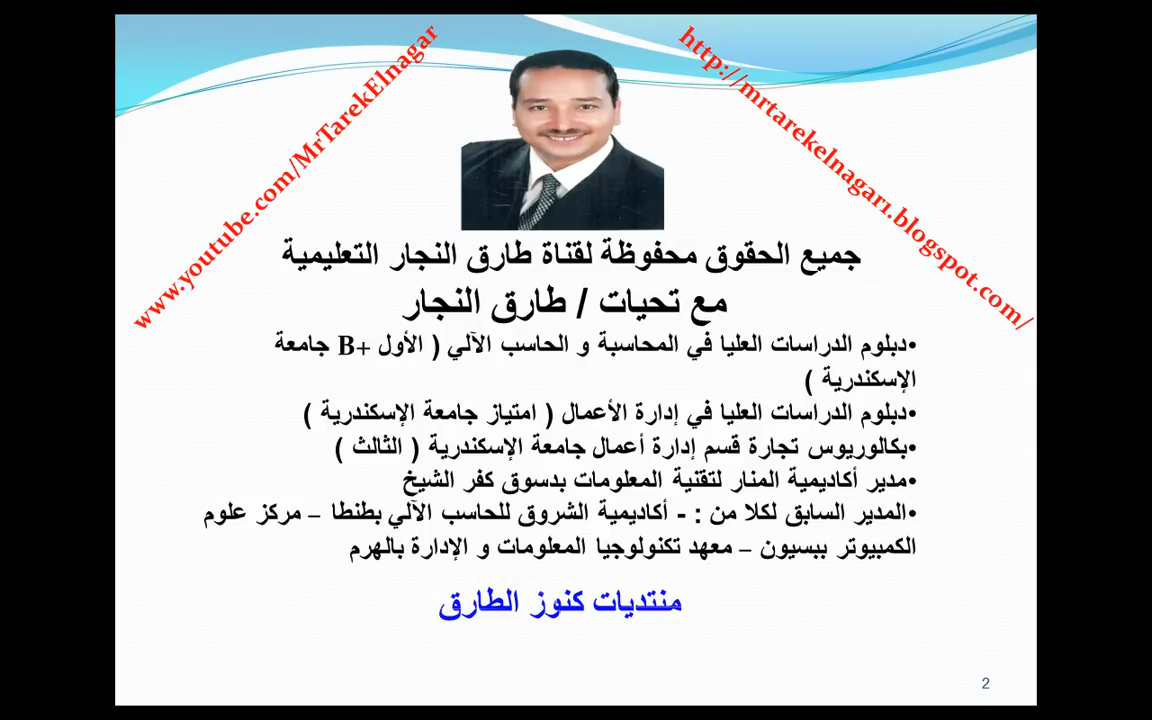 www.youtube.com/MrTarekElnagar
http://mrtarekelnagar1.blogspot.com/
جميع الحقوق محفوظة لقناة طارق النجار التعليمية
مع تحيات / طارق النجار
•دبلوم الدراسات العليا في المحاسبة و الحاسب الآلي ( الأول +B جامعة
الإسكندرية )
•دبلوم الدراسات العليا في إدارة الأعمال ( امتياز جامعة الإسكندرية )
•بكالوريوس تجارة قسم إدارة أعمال جامعة الإسكندرية ( الثالث )
•مدير أكاديمية المنار لتقنية المعلومات بدسوق كفر الشيخ
•المدير السابق لكلا من : - أكاديمية الشروق للحاسب الآلي بطنطا – مركز علوم
الكمبيوتر ببسيون – معهد تكنولوجيا المعلومات و الإدارة بالهرم
منتديات كنوز الطارق
2